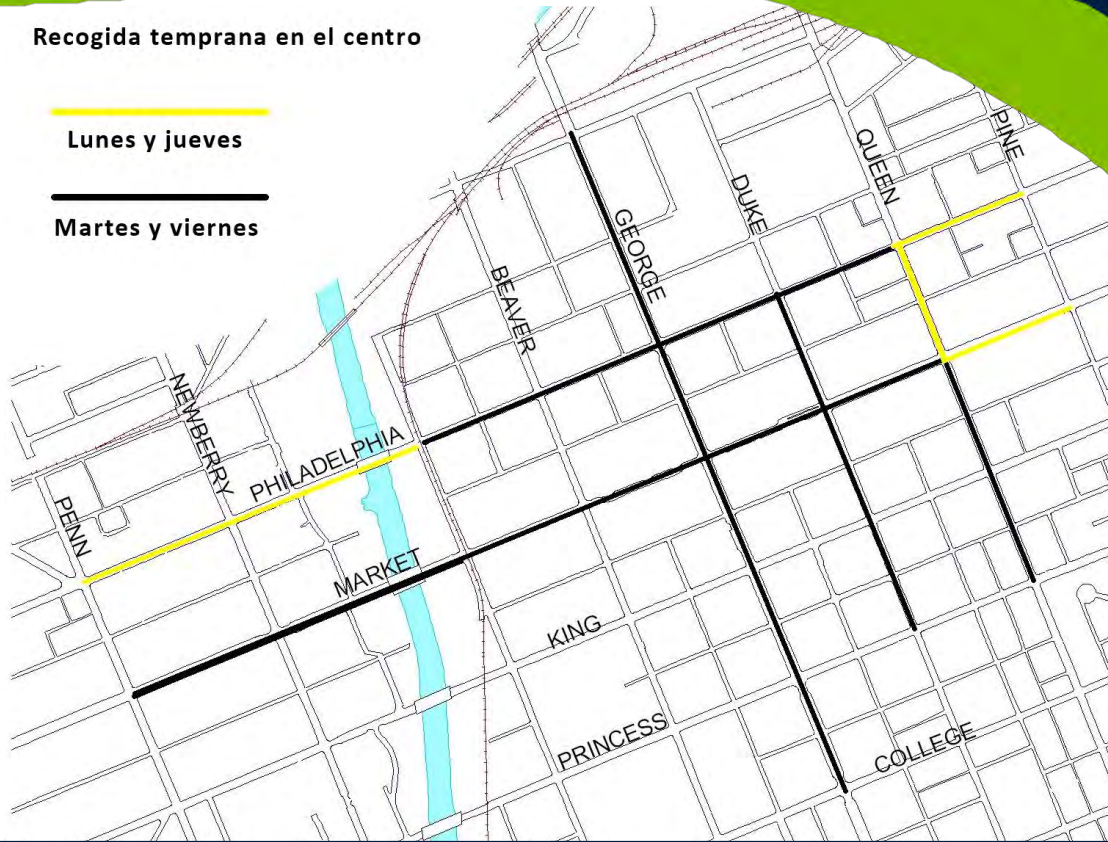 Recogida temprana en el centro
Lunes y jueves
Martes y viernes
PINE
QUEEN
DUKE
GEORGE
BEAVER
NEWBERRY
PHILADELPHIA
PENN
MARKET
KING
PRINCESS
COLLEGE